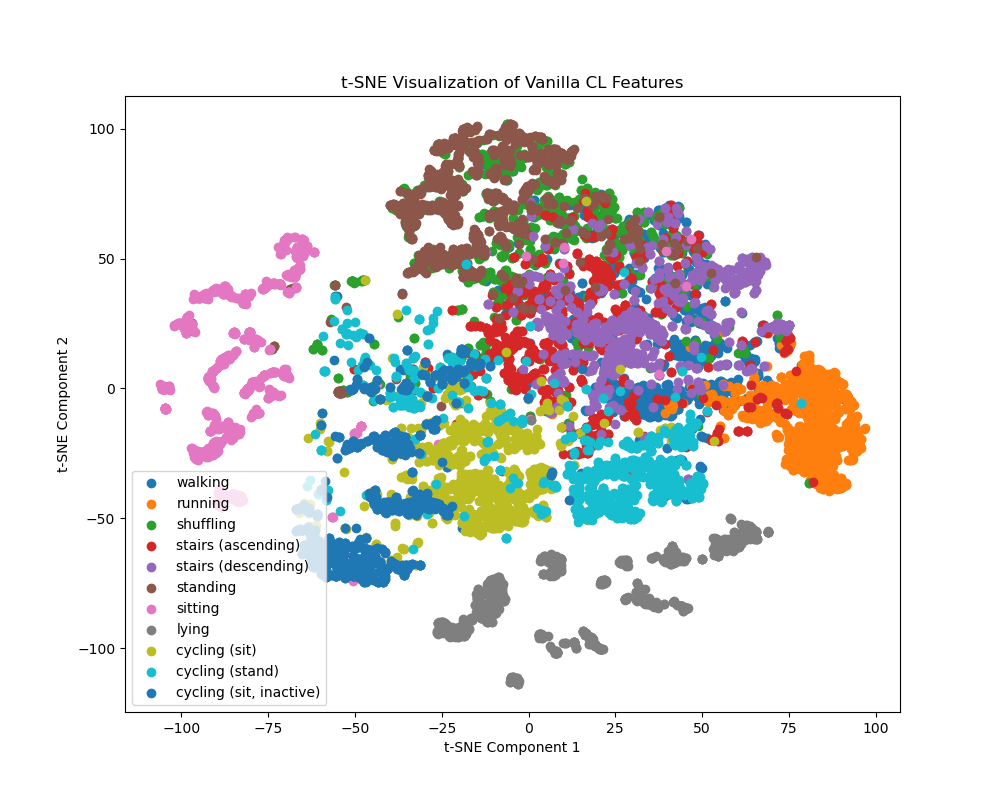 t-SNE Visualization of Vanilla CL Features
t-SNE Component 2
100
50
0
−50
−100
walking
running
shuffling
stairs (ascending)
stairs (descending)
standing
sitting
lying
cycling (sit)
cycling (stand)
cycling (sit, inactive)
−100 −75 −50 −25 0 25 50 75 100
t-SNE Component 1